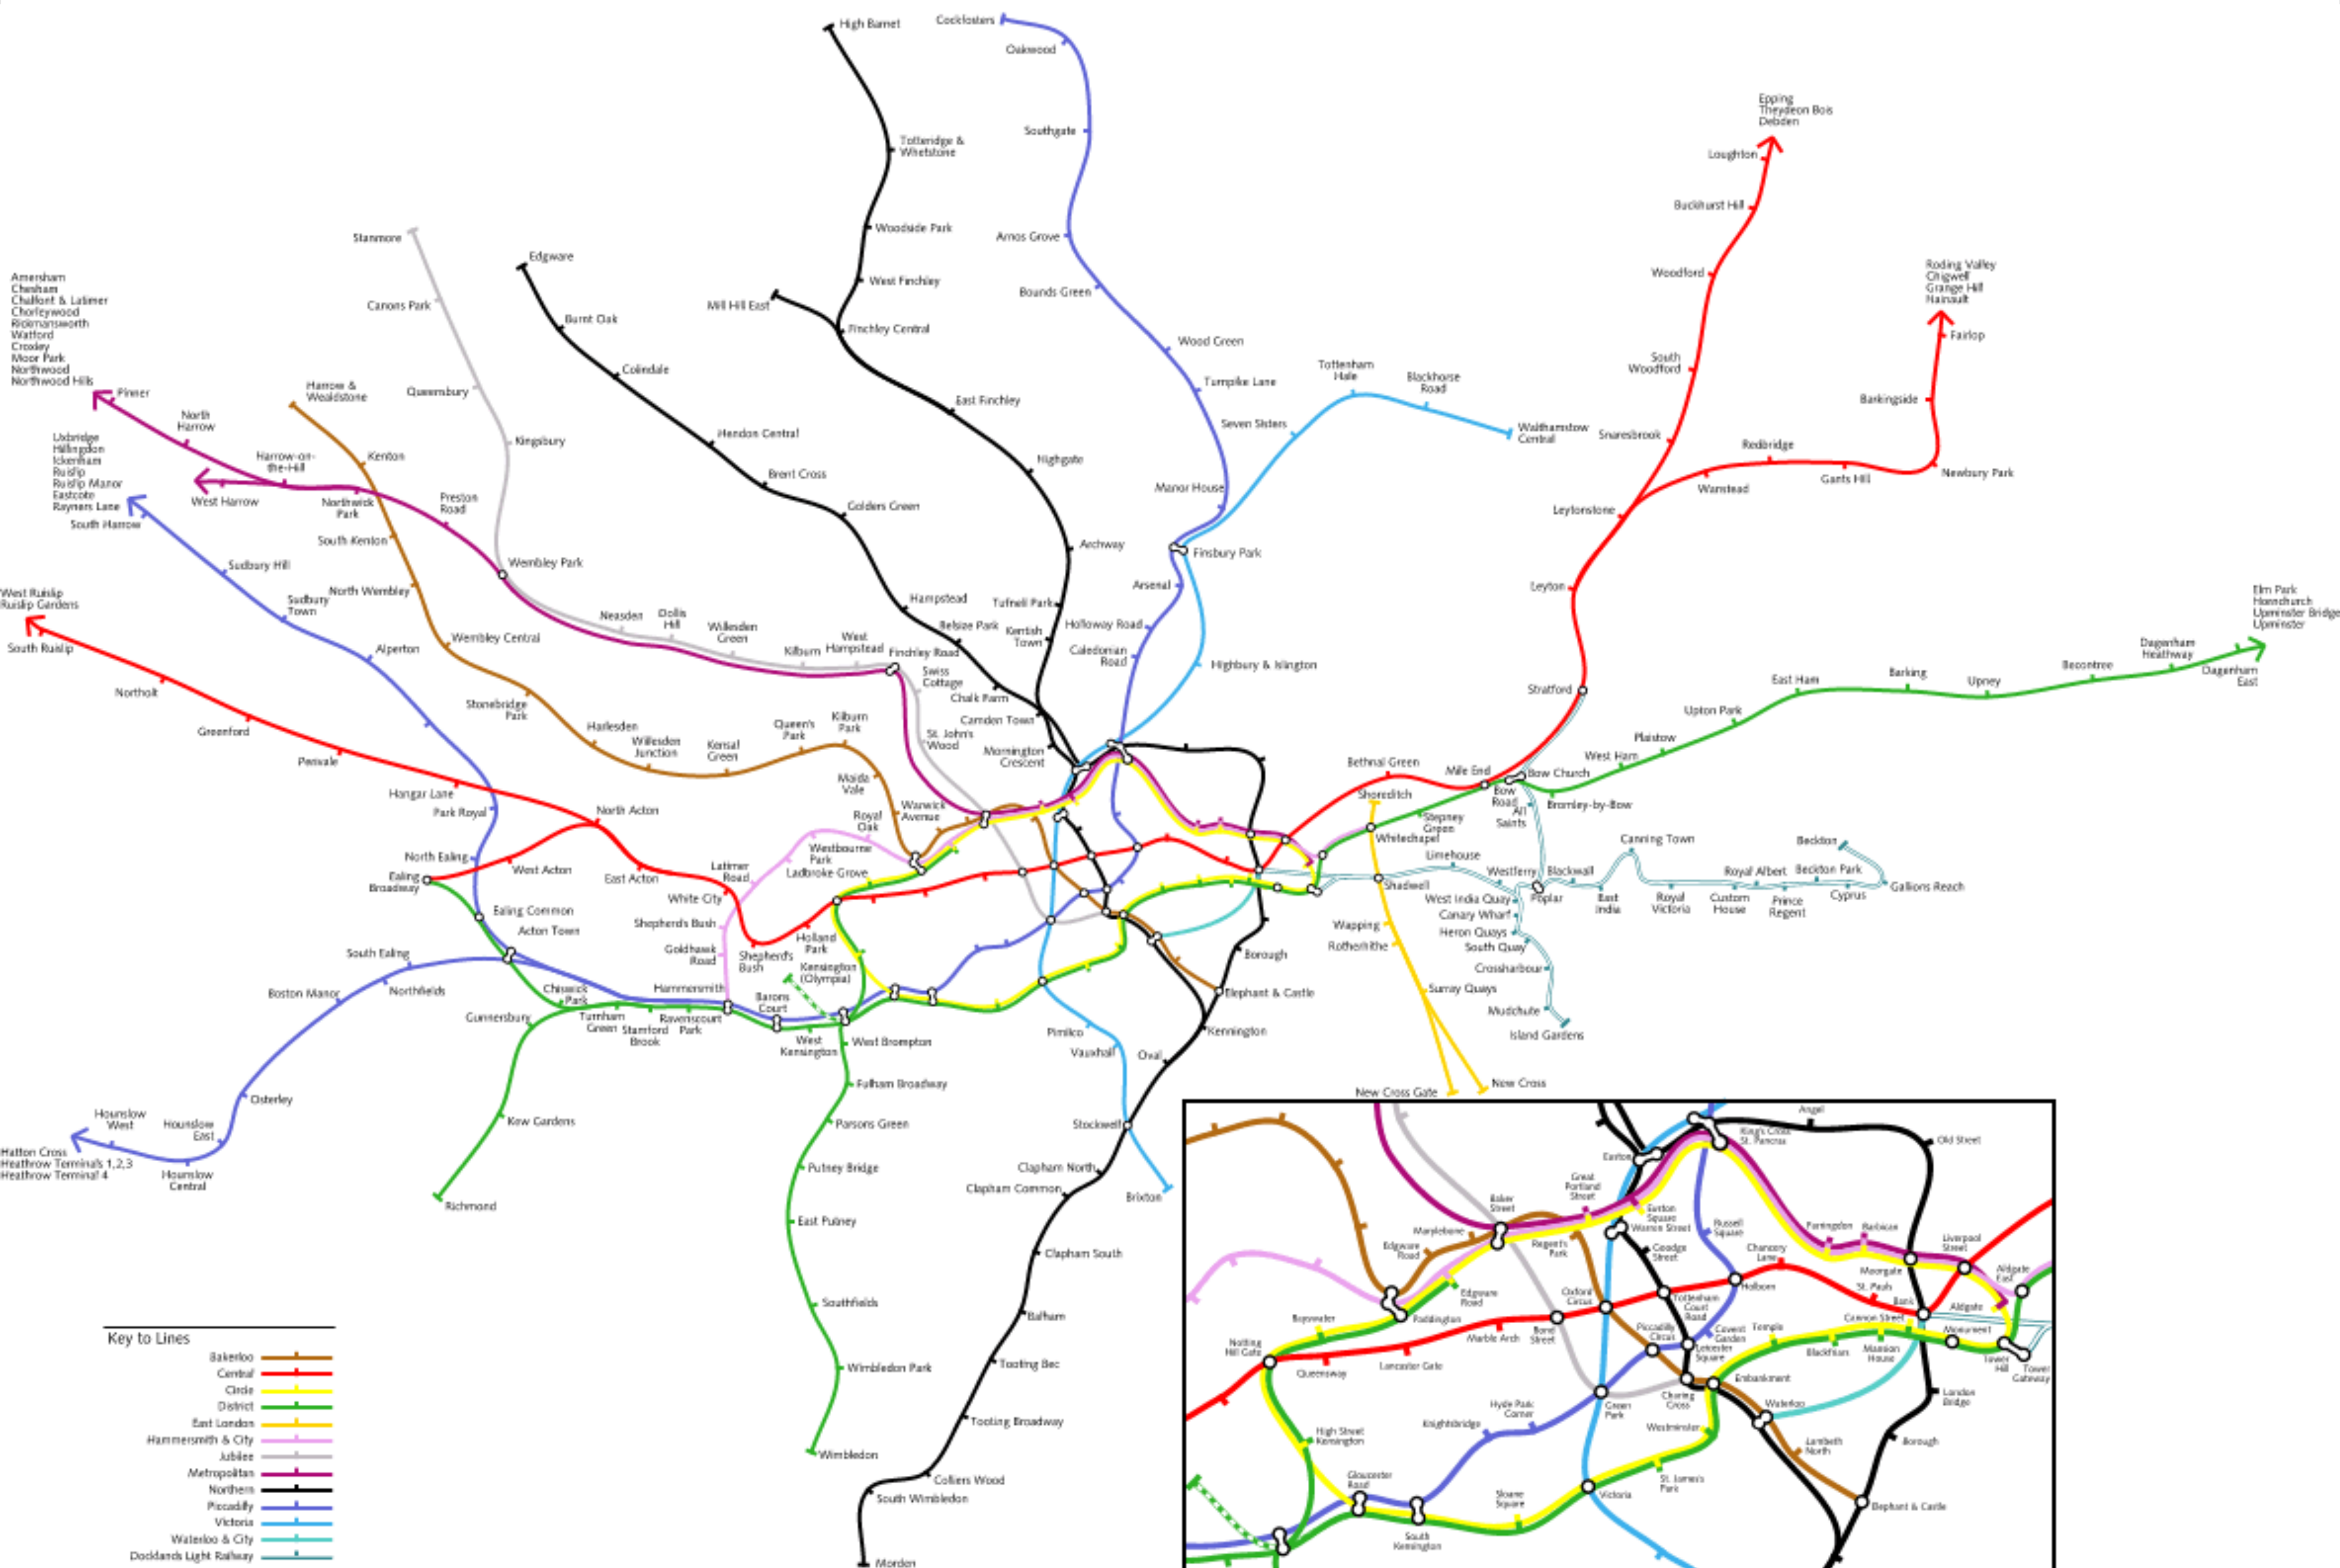 High Barnet
Cockfosters
Oakwood
Totteridge &
Whetstone
Southgate
Woodside Park
Arnos Grove
West Finchley
Bounds Green
Mill Hill East
Finchley Central
Wood Green
Turnpike Lane
East Finchley
Highgate
Manor House
Archway
Finsbury Park
Arsenal
Tufnell Park
Holloway Road
Kentish
Town
Caledonian
Road
Highbury & Islington
Tottenham
Hale
Blackhorse
Road
Seven Sisters
Walthamstow
Central
Epping
Theydeon Bois
Debden
Loughton
Buckhurst Hill
Woodford
South
Woodford
Snaresbrook
Roding Valley
Chigwell
Grange Hill
Hainault
Fairlop
Barkingside
Newbury Park
Redbridge
Gants Hill
Wanstead
Leytonstone
Leyton
Stratford
Stanmore
Canons Park
Queensbury
Kingsbury
Wembley Park
Edgware
Burnt Oak
Colindale
Hendon Central
Brent Cross
Golders Green
Hampstead
Belsize Park
Chalk Farm
Camden Town
Mornington
Crescent
Amersham
Chesham
Chalfont & Latimer
Chorleywood
Rickmansworth
Watford
Croxley
Moor Park
Northwood
Northwood Hills
Pinner
North
Harrow
Harrow-on-
the-Hill
West Harrow
Northwick
Park
Preston
Road
Harrow &
Wealdstone
Kenton
South Kenton
North Wembley
Wembley Central
Stonebridge
Park
Harlesden
Willesden
Junction
Kensal
Green
Queen's
Park
Kilburn
Park
Maida
Vale
Warwick
Avenue
Royal
Oak
Westbourne
Park
Ladbroke Grove
Latimer
Road
Uxbridge
Hillingdon
Ickenham
Ruislip
Ruislip Manor
Eastcote
Rayners Lane
South Harrow
Sudbury Hill
Sudbury
Town
Alperton
Park Royal
North Ealing
West Ruislip
Ruislip Gardens
South Ruislip
Northolt
Greenford
Perivale
Hangar Lane
North Acton
West Acton
East Acton
White City
Shepherd's Bush
Goldhawk
Road
Shepherd's
Bush
Holland
Park
Neasden
Dollis
Hill
Willesden
Green
Kilburn
West
Hampstead
Finchley Road
Swiss
Cottage
St. John's
Wood
Ealing
Broadway
Ealing Common
Acton Town
South Ealing
Northfields
Boston Manor
Osterley
Hounslow
East
Hounslow
Central
Hounslow
West
Hatton Cross
Heathrow Terminals 1,2,3
Heathrow Terminal 4
Chiswick
Park
Gunnersbury
Kew Gardens
Richmond
Turnham
Green
Stamford
Brook
Ravenscourt
Park
Hammersmith
Barons
Court
Kensington
(Olympia)
West
Kensington
West Brompton
Fulham Broadway
Parsons Green
Putney Bridge
East Putney
Southfields
Wimbledon Park
Wimbledon
Pimlico
Vauxhall
Oval
Stockwell
Brixton
Clapham North
Clapham Common
Clapham South
Balham
Tooting Bec
Tooting Broadway
Colliers Wood
South Wimbledon
Morden
Borough
Elephant & Castle
Kennington
Bethnal Green
Mile End
Shoreditch
Stepney
Green
Whitechapel
Bow
Road
Bow Church
Bromley-by-Bow
All
Saints
West Ham
Plaistow
Upton Park
East Ham
Barking
Upney
Becontree
Dagenham
Heathway
Dagenham
East
Elm Park
Hornchurch
Upminster Bridge
Upminster
Shadwell
Limehouse
Westferry
Blackwall
Poplar
East
India
Canning Town
Royal
Victoria
Custom
House
Royal Albert
Prince
Regent
Beckton Park
Cyprus
Gallions Reach
Beckton
West India Quay
Canary Wharf
Heron Quays
South Quay
Crossharbour
Mudchute
Island Gardens
Wapping
Rotherhithe
Surray Quays
New Cross Gate
New Cross
Key to Lines
Bakerloo
Central
Circle
District
East London
Hammersmith & City
Jubilee
Metropolitan
Northern
Piccadilly
Victoria
Waterloo & City
Docklands Light Railway
Angel
Old Street
King's Cross
St. Pancras
Euston
Great
Portland
Street
Baker
Street
Marylebone
Edgware
Road
Regent's
Park
Euston
Square
Warren Street
Goodge
Street
Russell
Square
Farringdon
Barbican
Liverpool
Street
Moorgate
Aldgate
East
Aldgate
Chancery
Lane
St. Pauls
Bank
Holborn
Tottenham
Court
Road
Oxford
Circus
Bond
Street
Marble Arch
Lancaster Gate
Queensway
Notting
Hill Gate
Bayswater
Paddington
Edgware
Road
Piccadilly
Circus
Covent
Garden
Leicester
Square
Temple
Blackfriars
Mansion
House
Cannon Street
Monument
Tower
Hill
Tower
Gateway
Charing
Cross
Embankment
Waterloo
Westminster
London
Bridge
Borough
Lambeth
North
Elephant & Castle
Green
Park
Hyde Park
Corner
Knightsbridge
High Street
Kensington
Gloucester
Road
South
Kensington
Sloane
Square
Victoria
St. James's
Park